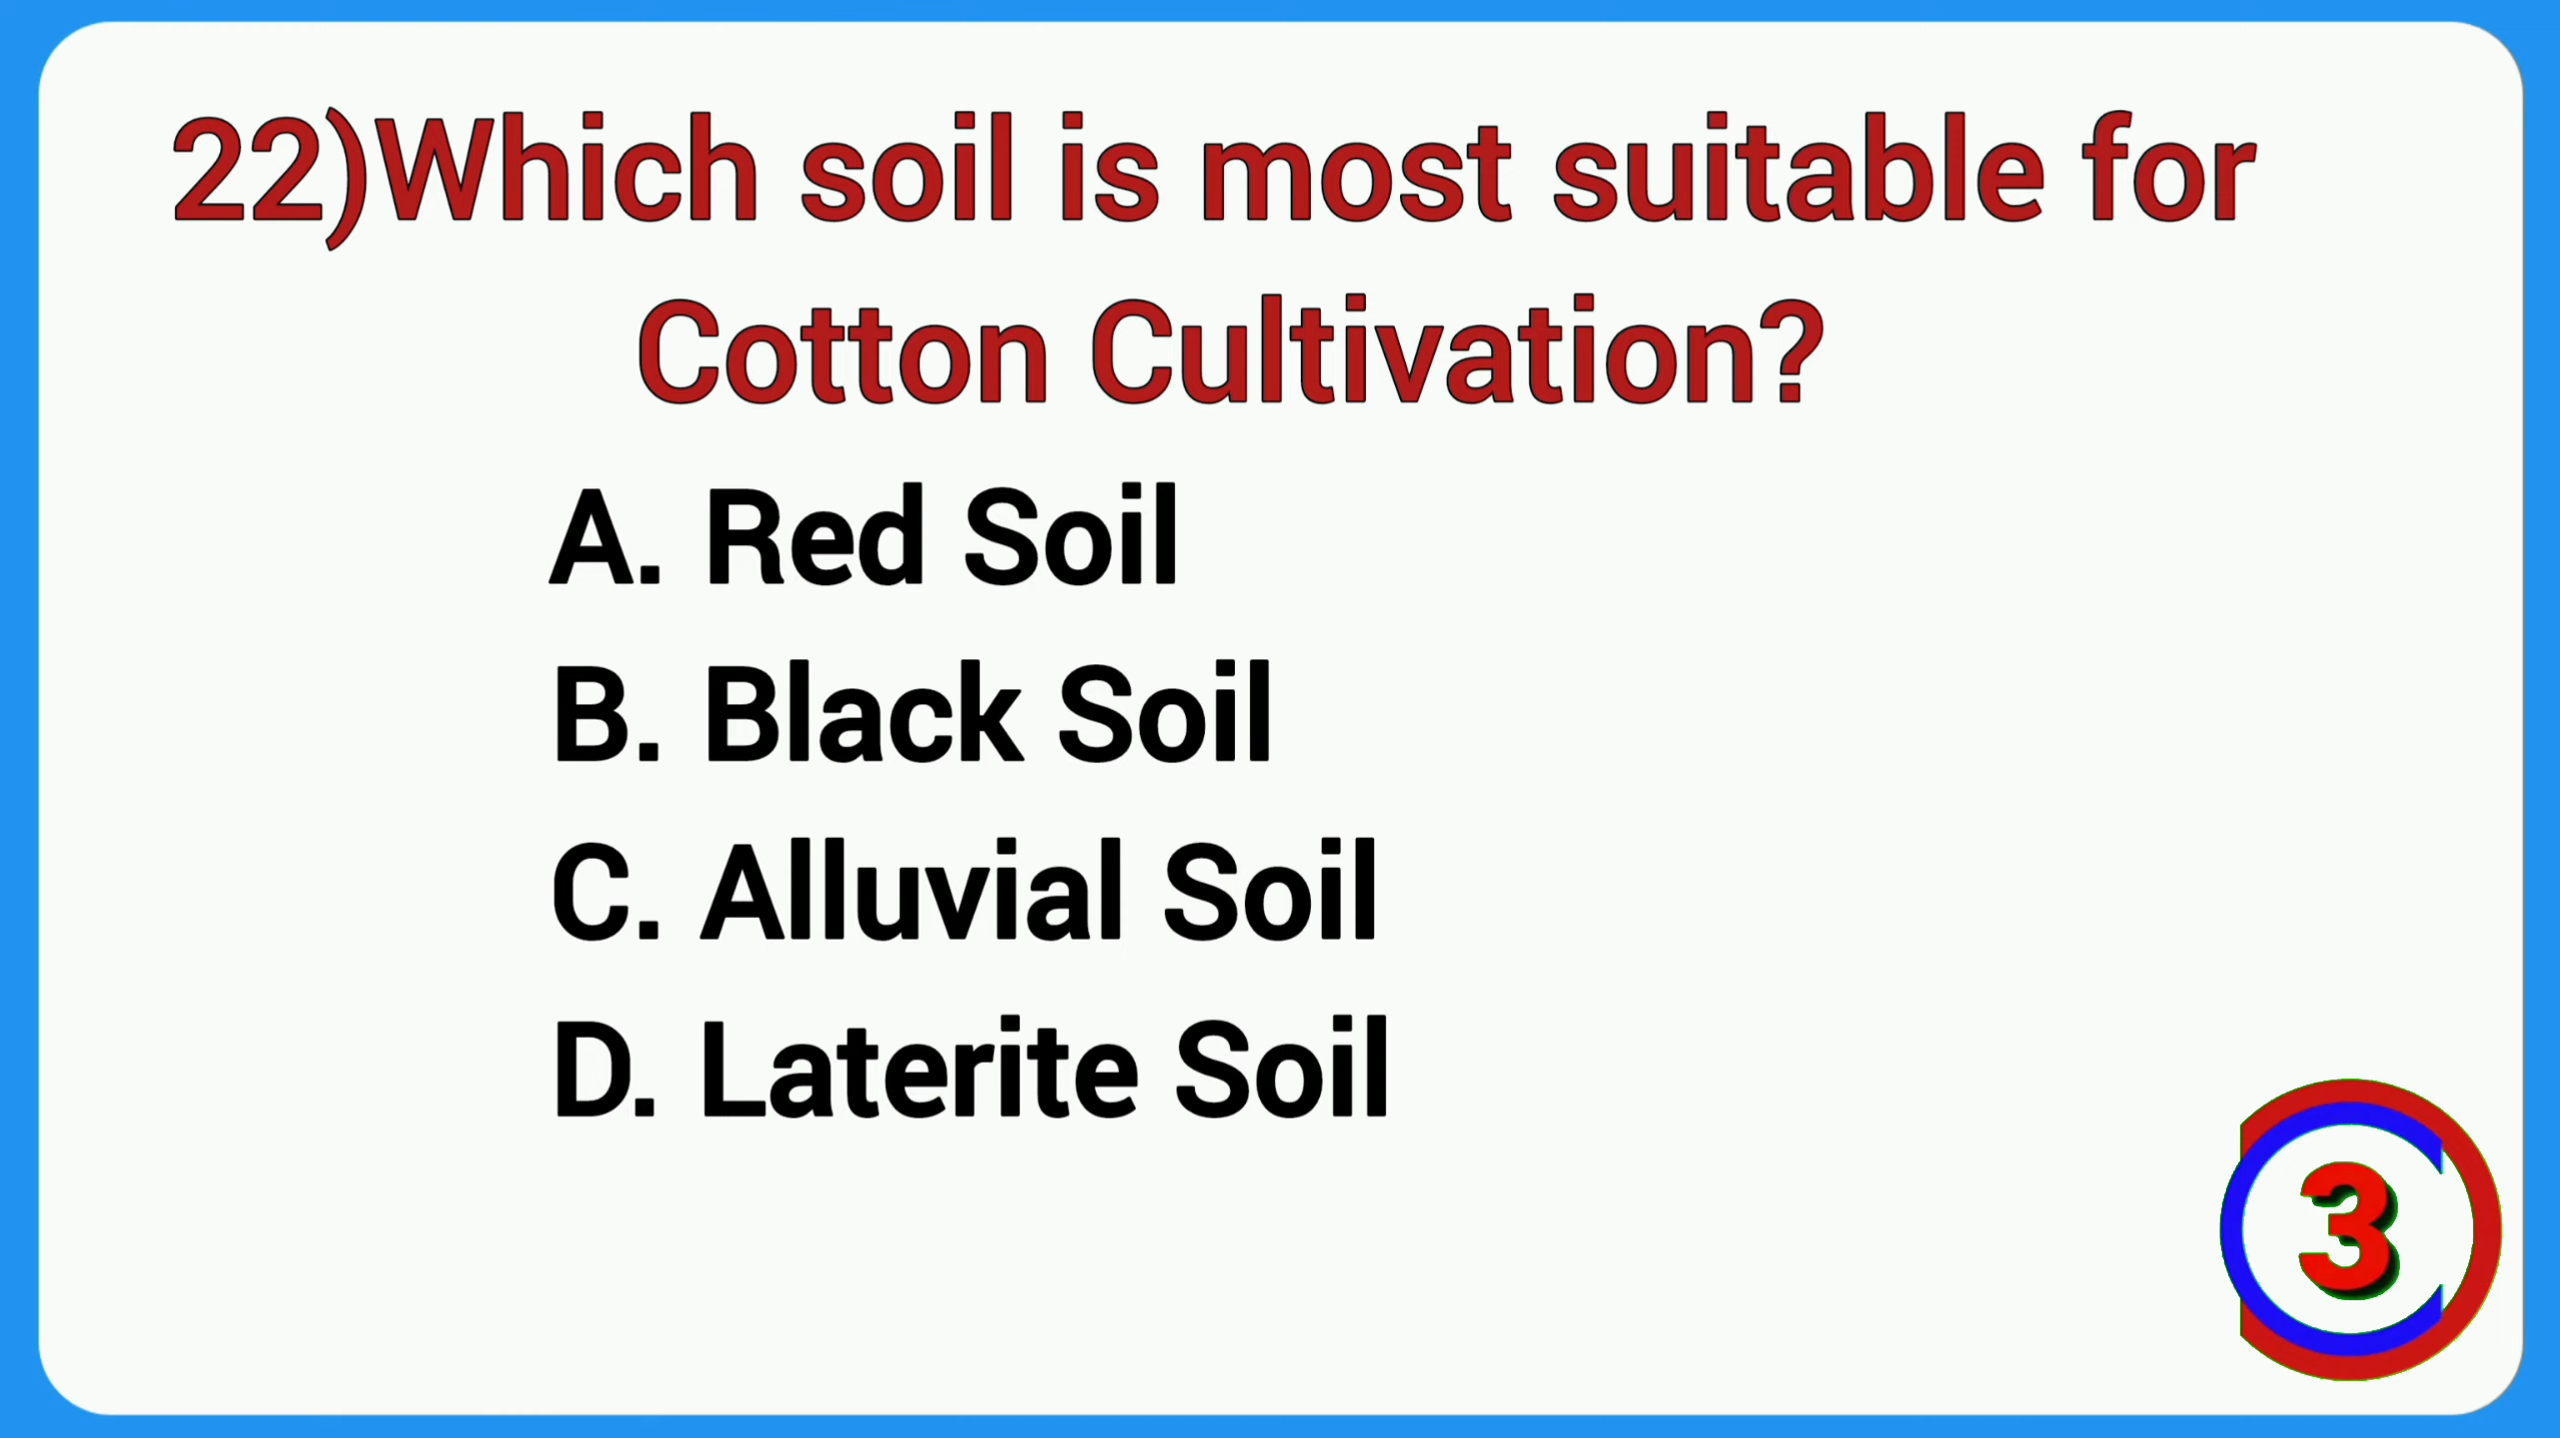 22)Which soil is most suitable for
Cotton Cultivation?
A. Red Soil
B. Black Soil
C. Alluvial Soil
D. Laterite Soil
3